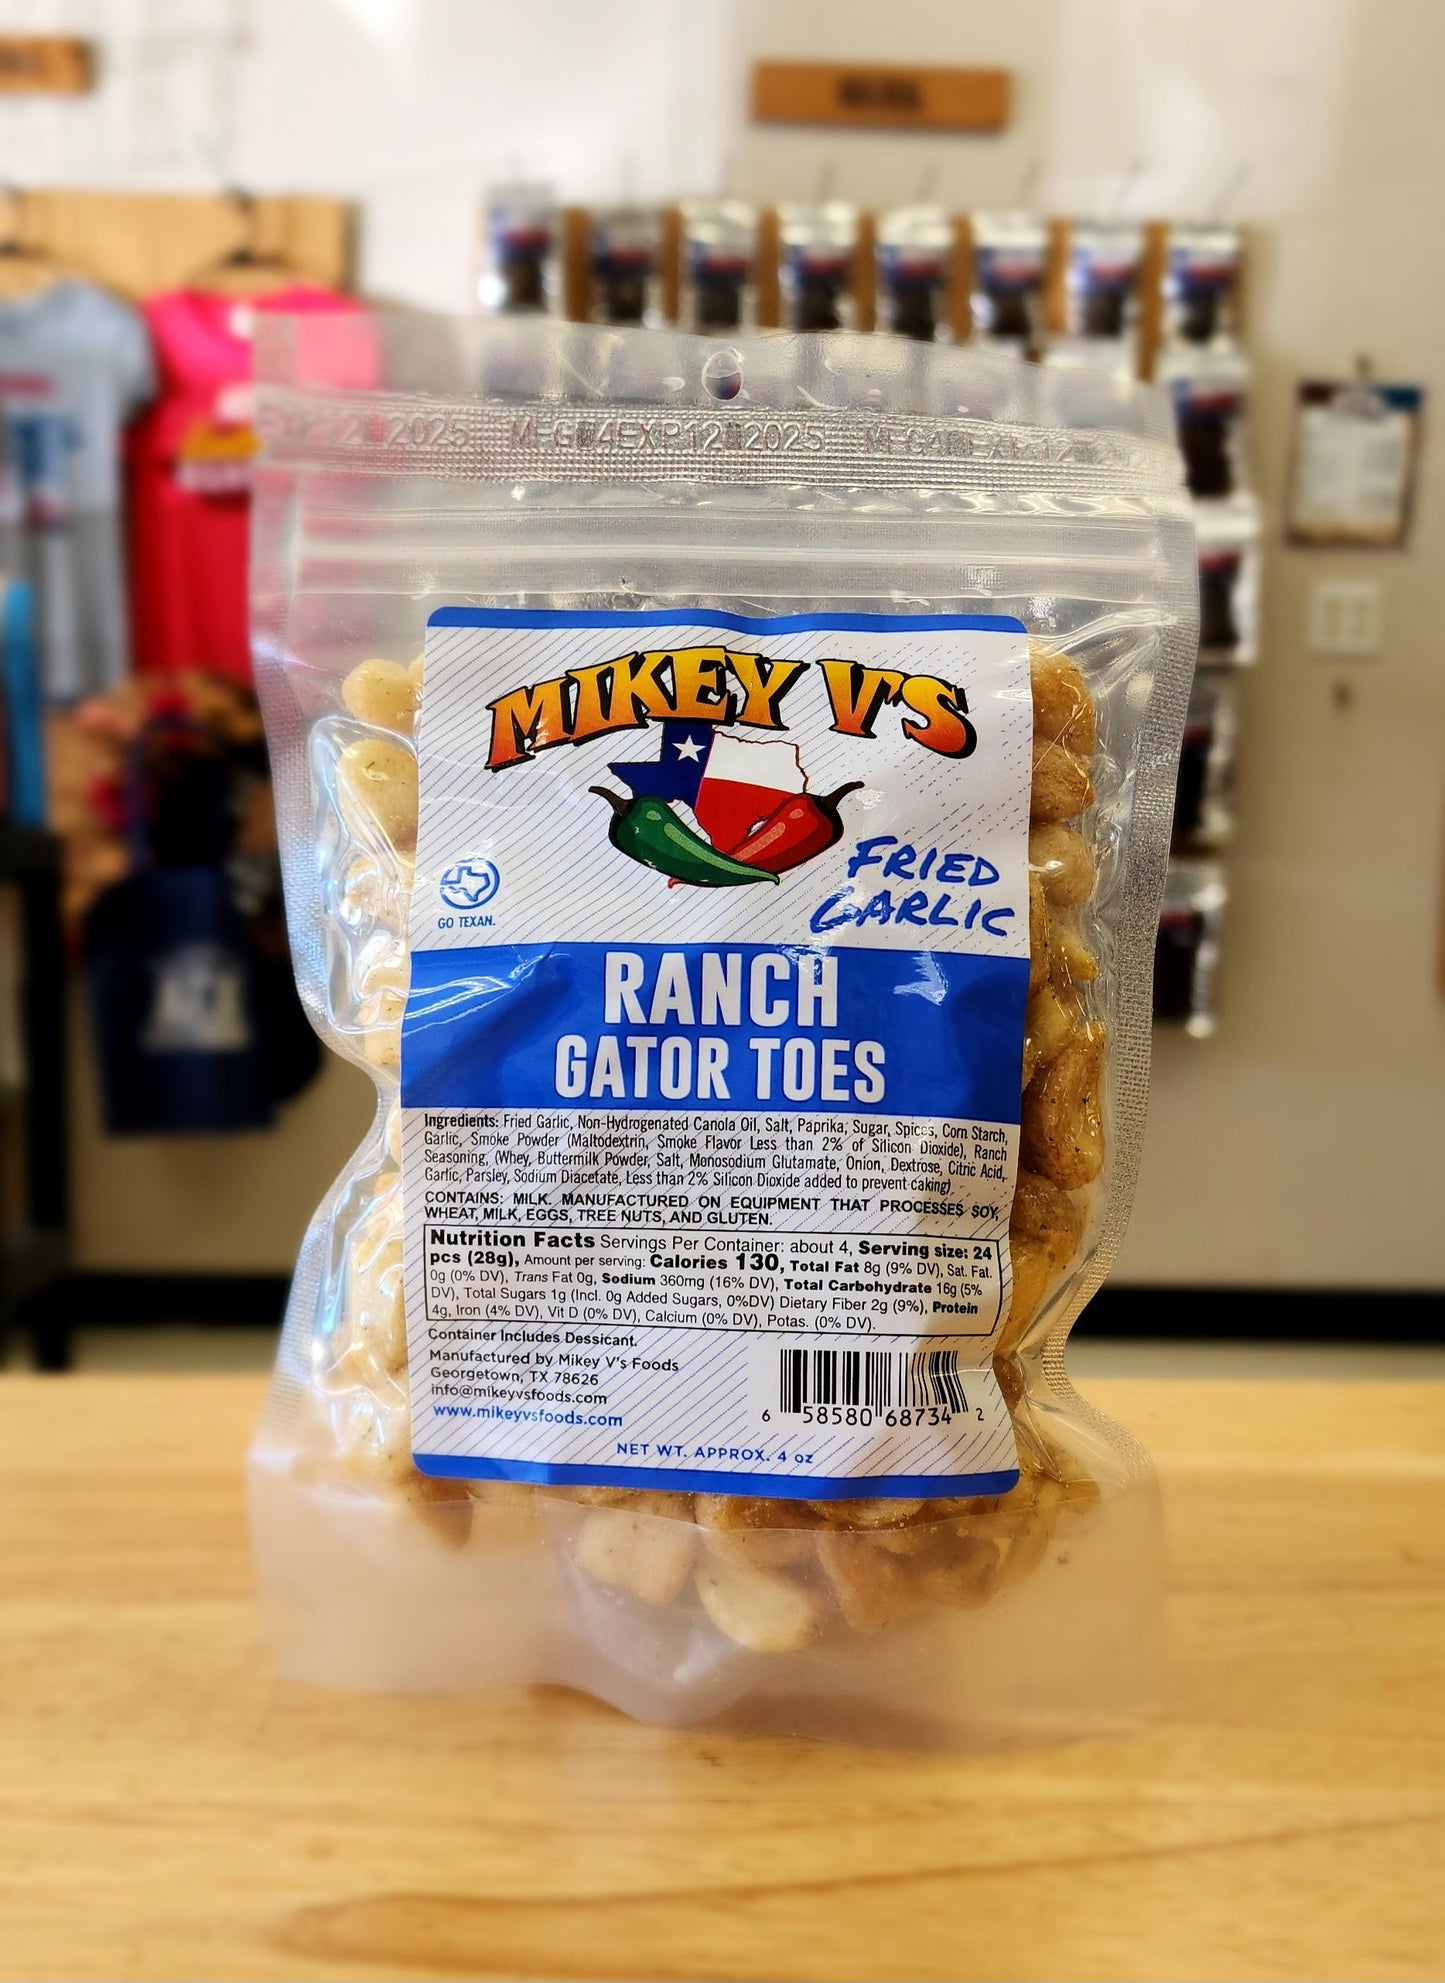 12 2025 MFG 04 EXP 12 2025 MFG 4 EXP 12
MIKEY V'S
FRIED
GARLIC
GO TEXAN.
RANCH
GATOR TOES
Ingredients: Fried Garlic, Non-Hydrogenated Canola Oil, Salt, Paprika, Sugar, Spices, Corn Starch,
Garlic, Smoke Powder (Maltodextrin, Smoke Flavor Less than 2% of Silicon Dioxide), Ranch
Seasoning, (Whey, Buttermilk Powder, Salt, Monosodium Glutamate, Onion, Dextrose, Citric Acid,
Garlic, Parsley, Sodium Diacetate, Less than 2% Silicon Dioxide added to prevent caking)
CONTAINS: MILK. MANUFACTURED ON EQUIPMENT THAT PROCESSES SOY,
WHEAT, MILK, EGGS, TREE NUTS, AND GLUTEN.
Nutrition Facts Servings Per Container: about 4, Serving size: 24
pcs (28g), Amount per serving: Calories 130, Total Fat 8g (9% DV), Sat. Fat.
0g (0% DV), Trans Fat 0g, Sodium 360mg (16% DV), Total Carbohydrate 16g (5%
DV), Total Sugars 1g (Incl. 0g Added Sugars, 0%DV) Dietary Fiber 2g (9%), Protein
4g, Iron (4% DV), Vit D (0% DV), Calcium (0% DV), Potas. (0% DV).
Container Includes Dessicant.
Manufactured by Mikey V's Foods
Georgetown, TX 78626
info@mikeyvsfoods.com
www.mikeyvsfoods.com
6 58580 68734 2
NET WT. APPROX. 4 oz